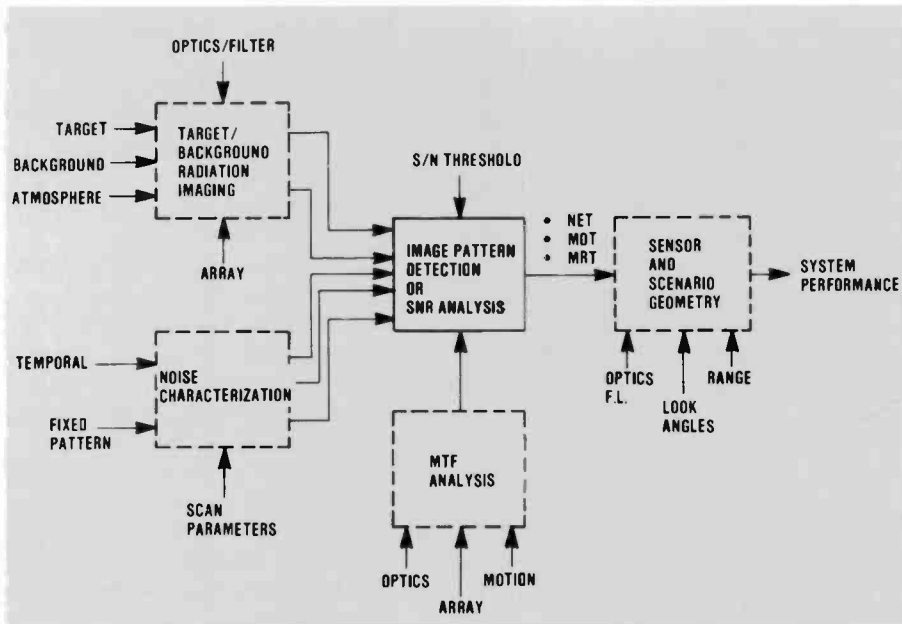 OPTICS/FILTER
TARGET
BACKGROUND
ATMOSPHERE
TARGET/
BACKGROUND
RADIATION
IMAGING
ARRAY
S/N THRESHOLO
IMAGE PATTERN
DETECTION
OR
SNR ANALYSIS
• NET
• MOT
• MRT
SENSOR
AND
SCENARIO
GEOMETRY
SYSTEM
PERFORMANCE
OPTICS
F.L.
LOOK
ANGLES
RANGE
TEMPORAL
FIXED
PATTERN
NOISE
CHARACTERIZATION
SCAN
PARAMETERS
MTF
ANALYSIS
OPTICS
ARRAY
MOTION